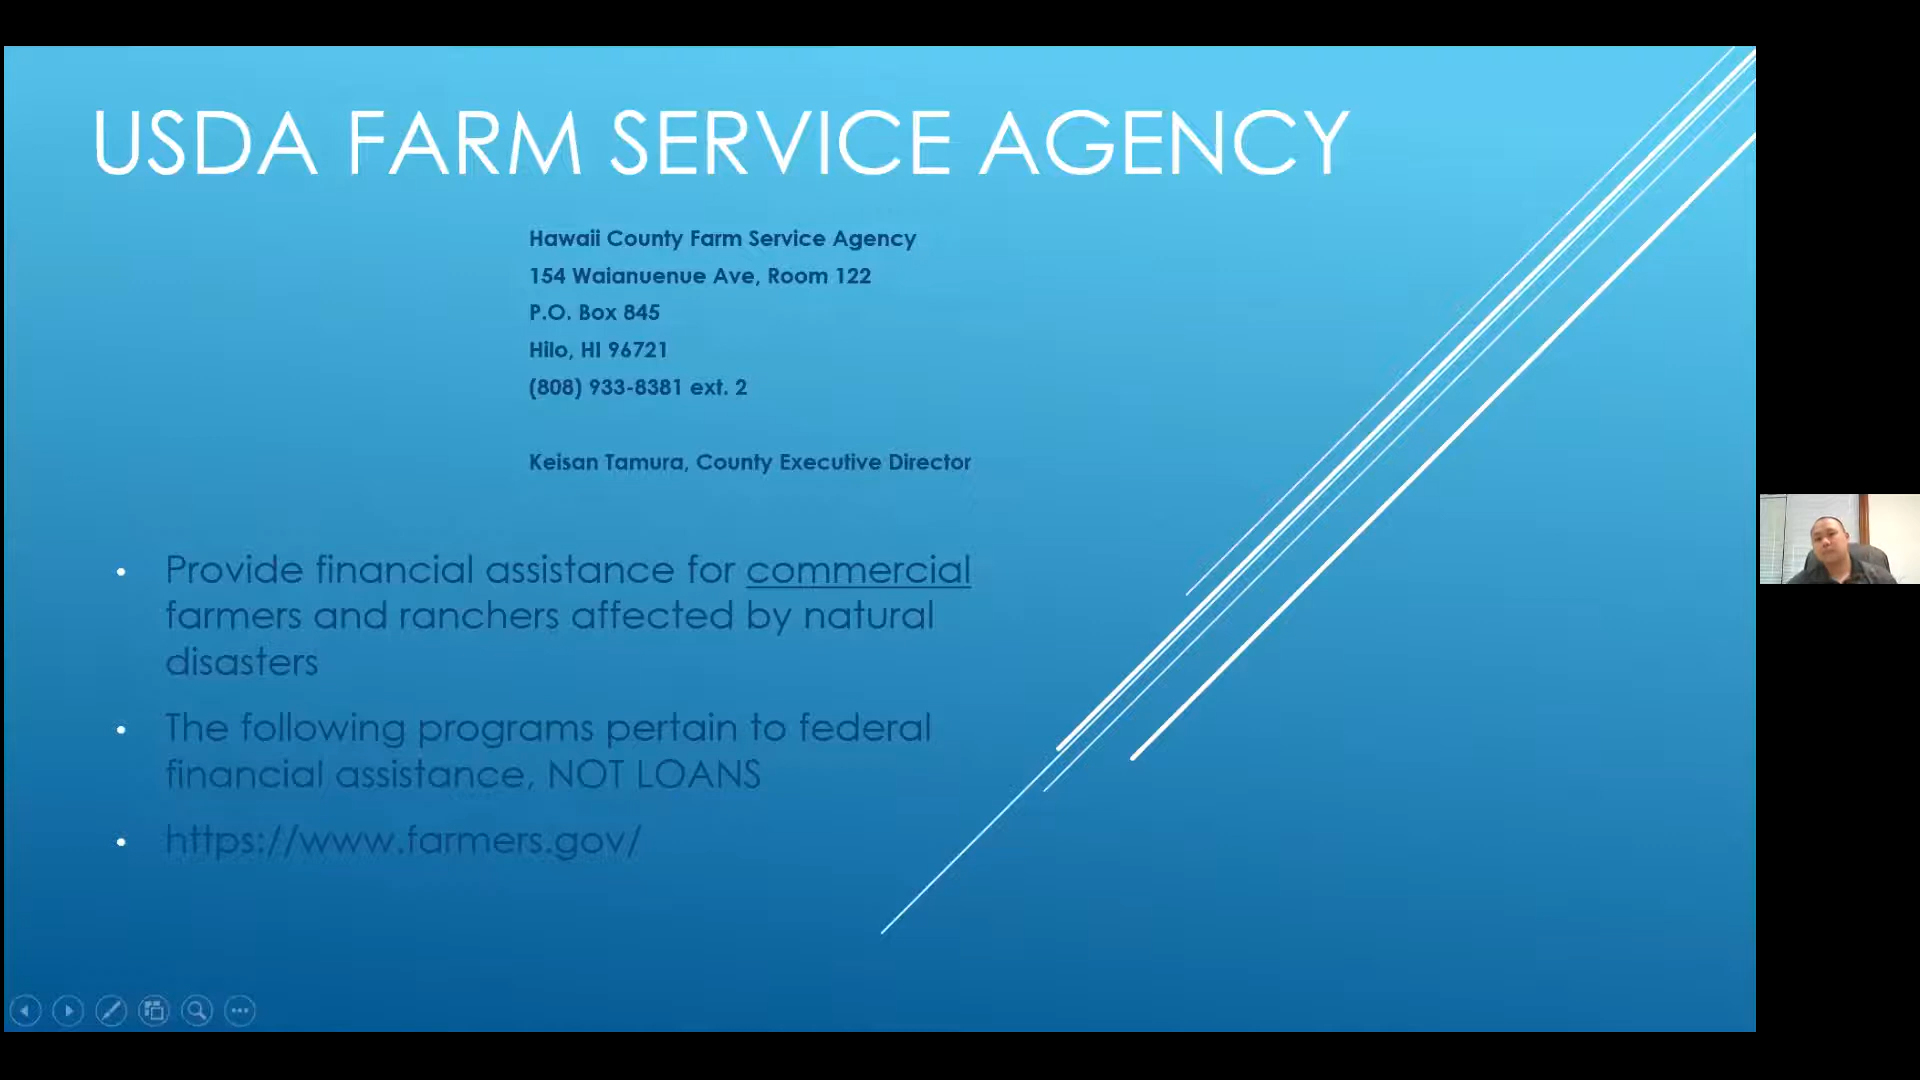 USDA FARM SERVICE AGENCY
Hawaii County Farm Service Agency
154 Waianuenue Ave, Room 122
P.O. Box 845
Hilo, HI 96721
(808) 933-8381 ext. 2
Keisan Tamura, County Executive Director
• Provide financial assistance for commercial
farmers and ranchers affected by natural
disasters
• The following programs pertain to federal
financial assistance, NOT LOANS
• https://www.farmers.gov/